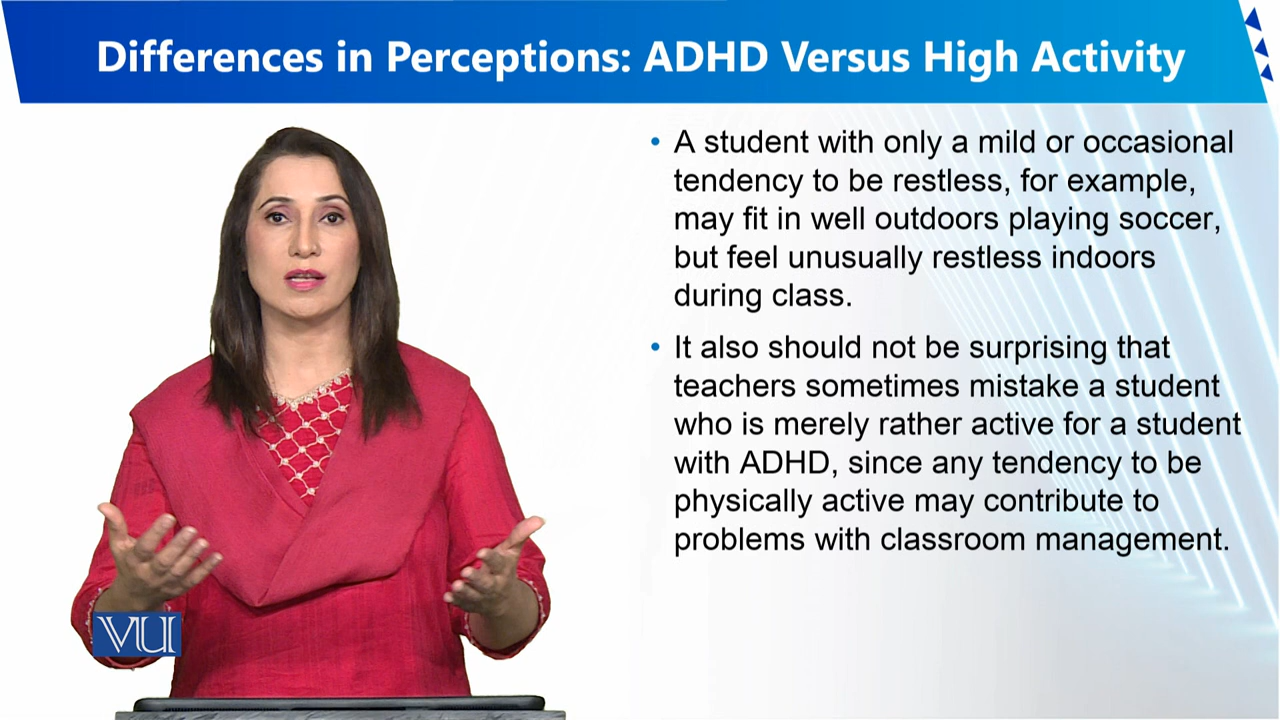 Differences in Perceptions: ADHD Versus High Activity
• A student with only a mild or occasional
tendency to be restless, for example,
may fit in well outdoors playing soccer,
but feel unusually restless indoors
during class.
• It also should not be surprising that
teachers sometimes mistake a student
who is merely rather active for a student
with ADHD, since any tendency to be
physically active may contribute to
problems with classroom management.
VU